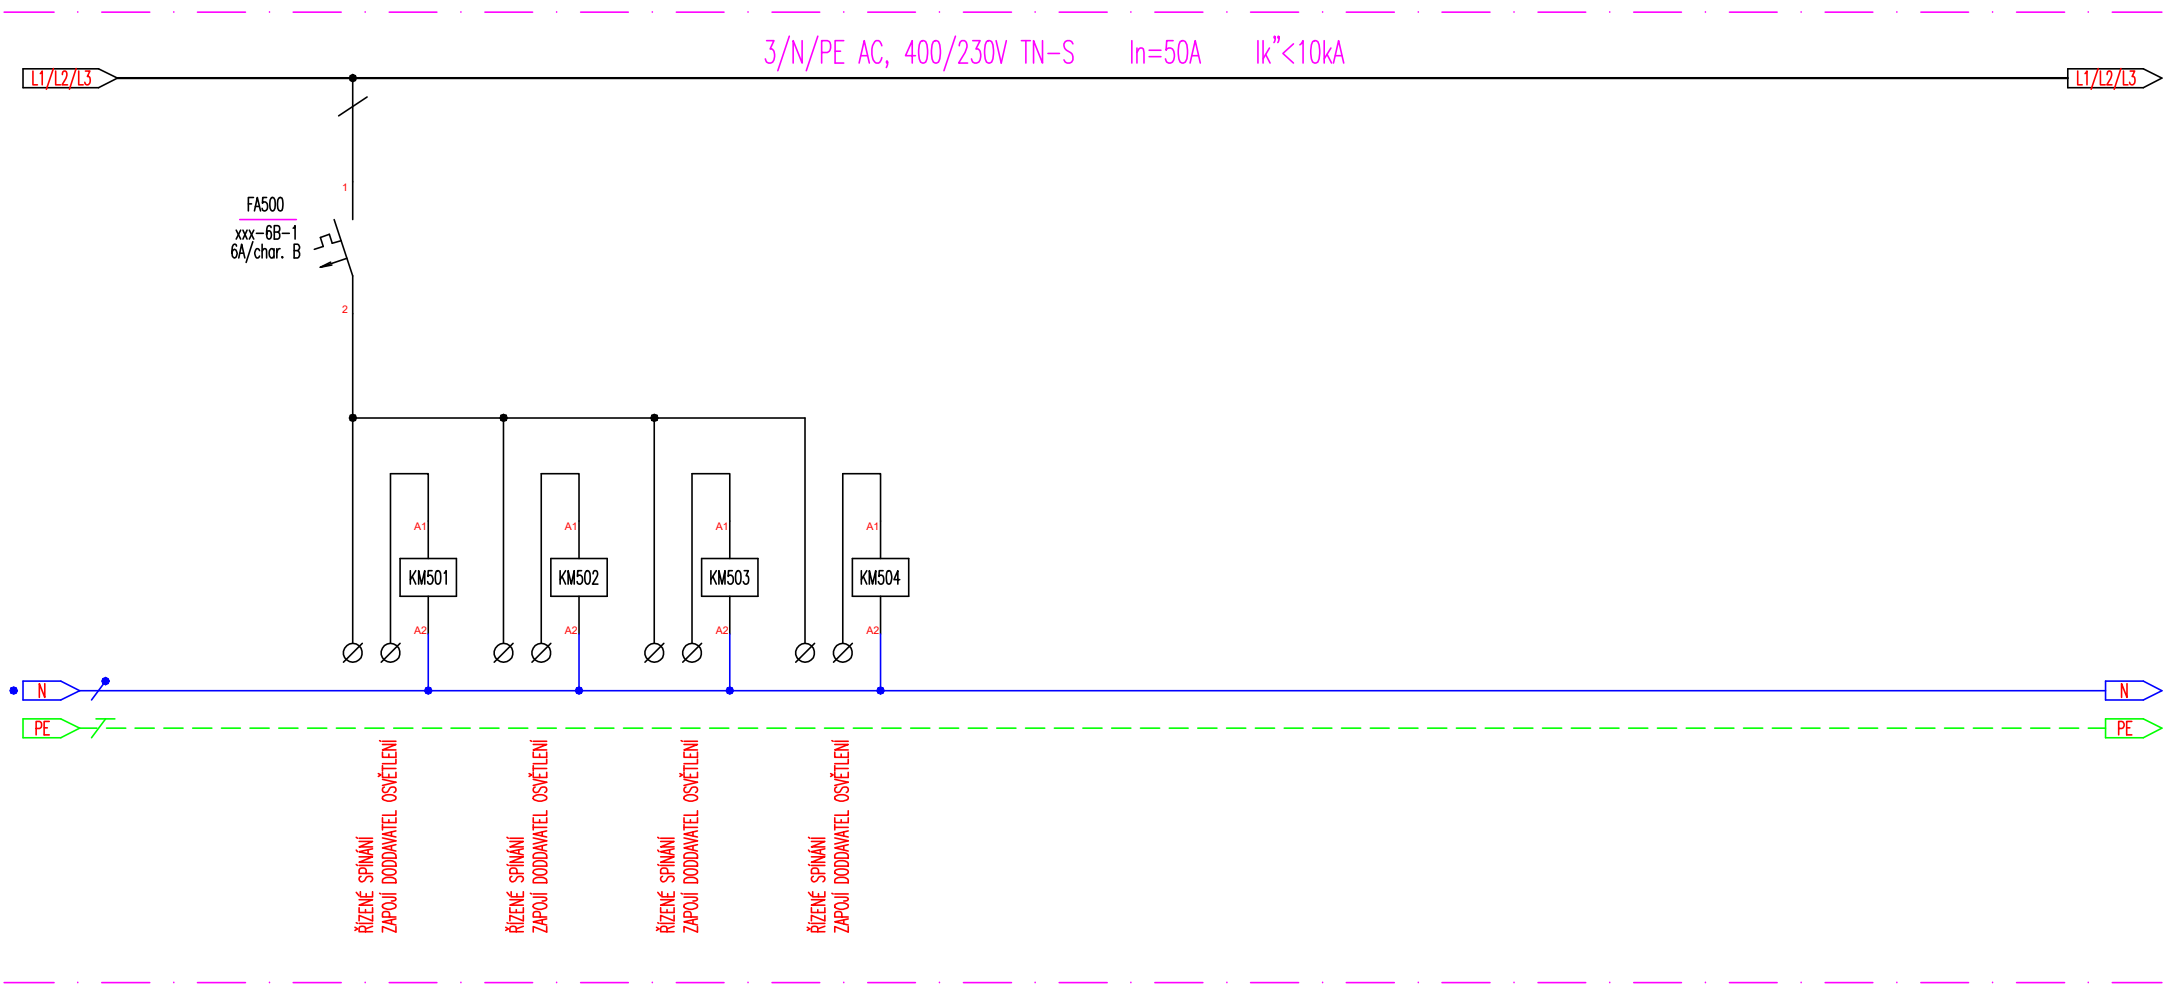 3/N/PE AC, 400/230V TN-S In=50A Ik"<10kA
L1/L2/L3
L1/L2/L3
1
FA500
xxx-6B-1
6A/char. B
2
A1
A1
A1
A1
KM501
KM502
KM503
KM504
A2
A2
A2
A2
N
N
PE
PE
ŘÍZENÉ SPÍNÁNÍ
ZAPOJÍ DODDAVATEL OSVĚTLENÍ
ŘÍZENÉ SPÍNÁNÍ
ZAPOJÍ DODDAVATEL OSVĚTLENÍ
ŘÍZENÉ SPÍNÁNÍ
ZAPOJÍ DODDAVATEL OSVĚTLENÍ
ŘÍZENÉ SPÍNÁNÍ
ZAPOJÍ DODDAVATEL OSVĚTLENÍ